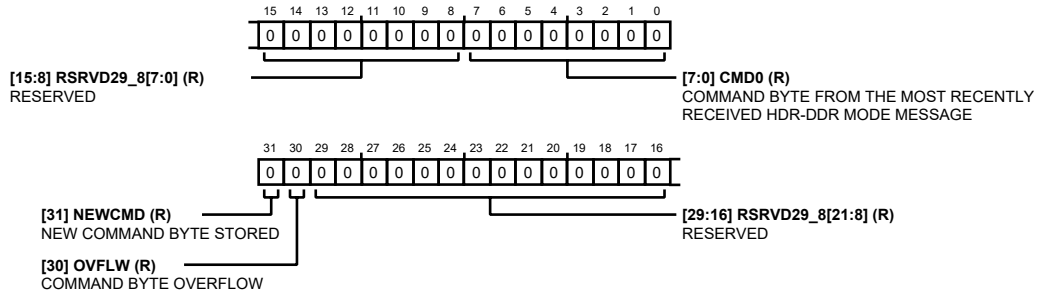 15 14 13 12 11 10 9 8 7 6 5 4 3 2 1 0
0 0 0 0 0 0 0 0 0 0 0 0 0 0 0 0
[15:8] RSRVD29_8[7:0] (R)
RESERVED
[7:0] CMD0 (R)
COMMAND BYTE FROM THE MOST RECENTLY
RECEIVED HDR-DDR MODE MESSAGE
31 30 29 28 27 26 25 24 23 22 21 20 19 18 17 16
0 0 0 0 0 0 0 0 0 0 0 0 0 0 0 0
[31] NEWCMD (R)
NEW COMMAND BYTE STORED
[29:16] RSRVD29_8[21:8] (R)
RESERVED
[30] OVFLW (R)
COMMAND BYTE OVERFLOW